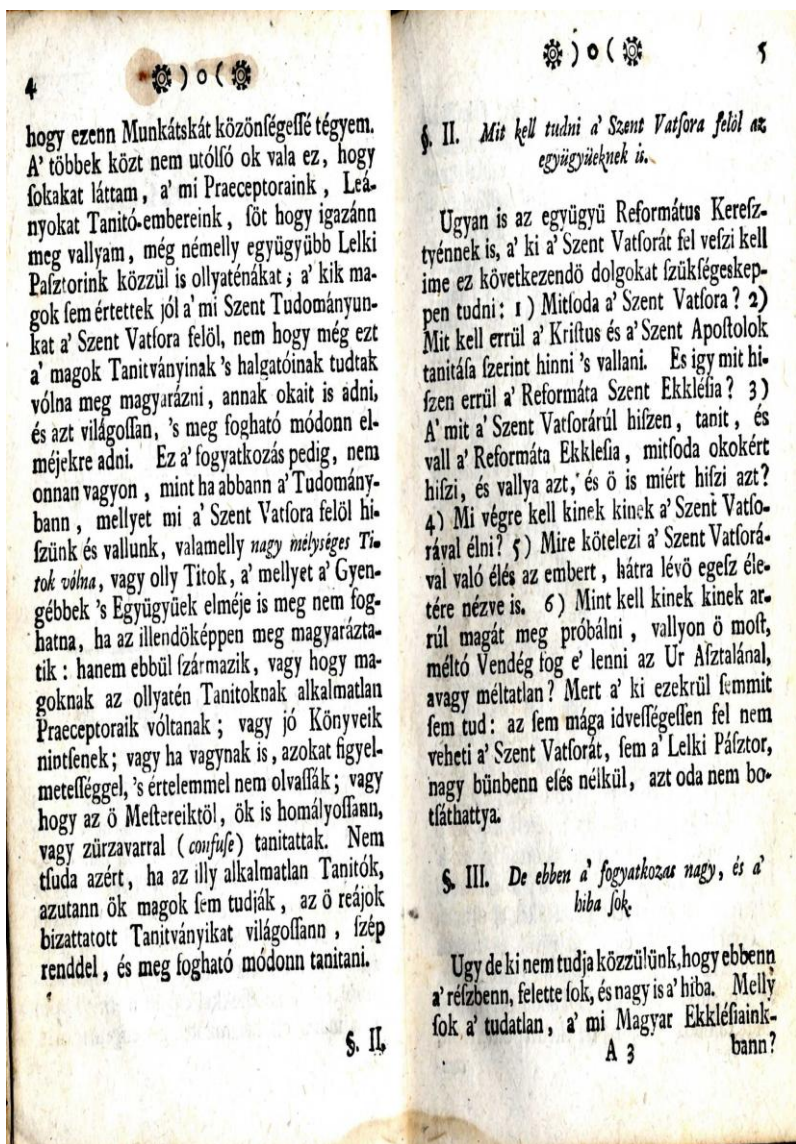 4
) o (
hogy ezenn Munkátskát közönſégeſſé tégyem.
A' többek közt nem utólſó ok vala ez, hogy
ſokakat láttam, a' mi Praeceptoraink, Leá-
nyokat Tanitó-embereink, ſöt hogy igazánn
meg vallyam, még némelly együgyübb Lelki
Paſztorink közzül is ollyaténákat; a' kik ma-
gok ſem értettek jól a' mi Szent Tudományun-
kat a' Szent Vatſora felöl, nem hogy még ezt
a' magok Tanitványinak 's halgatóinak tudtak
vólna meg magyarázni, annak okait is adni,
és azt világoſſan, 's meg fogható módonn el-
méjekre adni. Ez a' fogyatkozás pedig, nem
onnan vagyon, mint ha abbann a' Tudomány-
bann, mellyet mi a' Szent Vatſora felöl hi-
ſzünk és vallunk, valamelly nagy mélységes Ti-
tok vólna, vagy olly Titok, a' mellyet a' Gyen-
gébbek 's Együgyüek elméje is meg nem fog-
hatna, ha az illendöképpen meg magyarázta-
tik: hanem ebbül ſzármazik, vagy hogy ma-
goknak az ollyatén Tanitoknak alkalmatlan
Praeceptoraik vóltanak; vagy jó Könyveik
nintſenek; vagy ha vagynak is, azokat figyel-
meteſſéggel, 's értelemmel nem olvaſſák; vagy
hogy az ö Meſtereiktöl, ök is homályoſſann,
vagy zürzavarral (confuſe) tanitattak. Nem
tſuda azért, ha az illy alkalmatlan Tanitók,
azutann ök magok ſem tudják, az ö reájok
bizattatott Tanitványikat világoſſann, ſzép
renddel, és meg fogható módonn tanitani.
§. II.
) o (
5
§. II. Mit kell tudni a' Szent Vatſora felöl az
együgyüeknek is.
Ugyan is az együgyü Református Kereſz-
tyénnek is, a' ki a' Szent Vatſorát fel veſzi kell
ime ez következendö dolgokat ſzükſégeskep-
pen tudni: 1) Mitſoda a' Szent Vatſora? 2)
Mit kell errül a' Kriſtus és a' Szent Apoſtolok
tanitáſa ſzerint hinni 's vallani. Es igy mit hi-
ſzen errül a' Reformáta Szent Ekkléſia? 3)
A' mit a' Szent Vatſorárúl hiſzen, tanit, és
vall a' Reformáta Ekkleſia, mitſoda okokért
hiſzi, és vallya azt, és ö is miért hiſzi azt?
4) Mi végre kell kinek kinek a' Szent Vatſo-
rával élni? 5) Mire kötelezi a' Szent Vatſorá-
val való élés az embert, hátra lévö egeſz éle-
tére nézve is. 6) Mint kell kinek kinek ar-
rúl magát meg próbálni, vallyon ö moſt,
méltó Vendég fog e' lenni az Ur Aſztalánal,
avagy méltatlan? Mert a' ki ezekrül ſemmit
ſem tud: az ſem mága idveſſégeſſen fel nem
veheti a' Szent Vatſorát, ſem a' Lelki Páſztor,
nagy bünbenn eſés nélkül, azt oda nem bo-
tſáthattya.
§. III. De ebben a' fogyatkozas nagy, és a'
hiba ſok.
Ugy de ki nem tudja közzülünk, hogy ebbenn
a' réſzbenn, felette ſok, és nagy is a' hiba. Melly
ſok a' tudatlan, a' mi Magyar Ekkléſiaink-
A 3 bann?